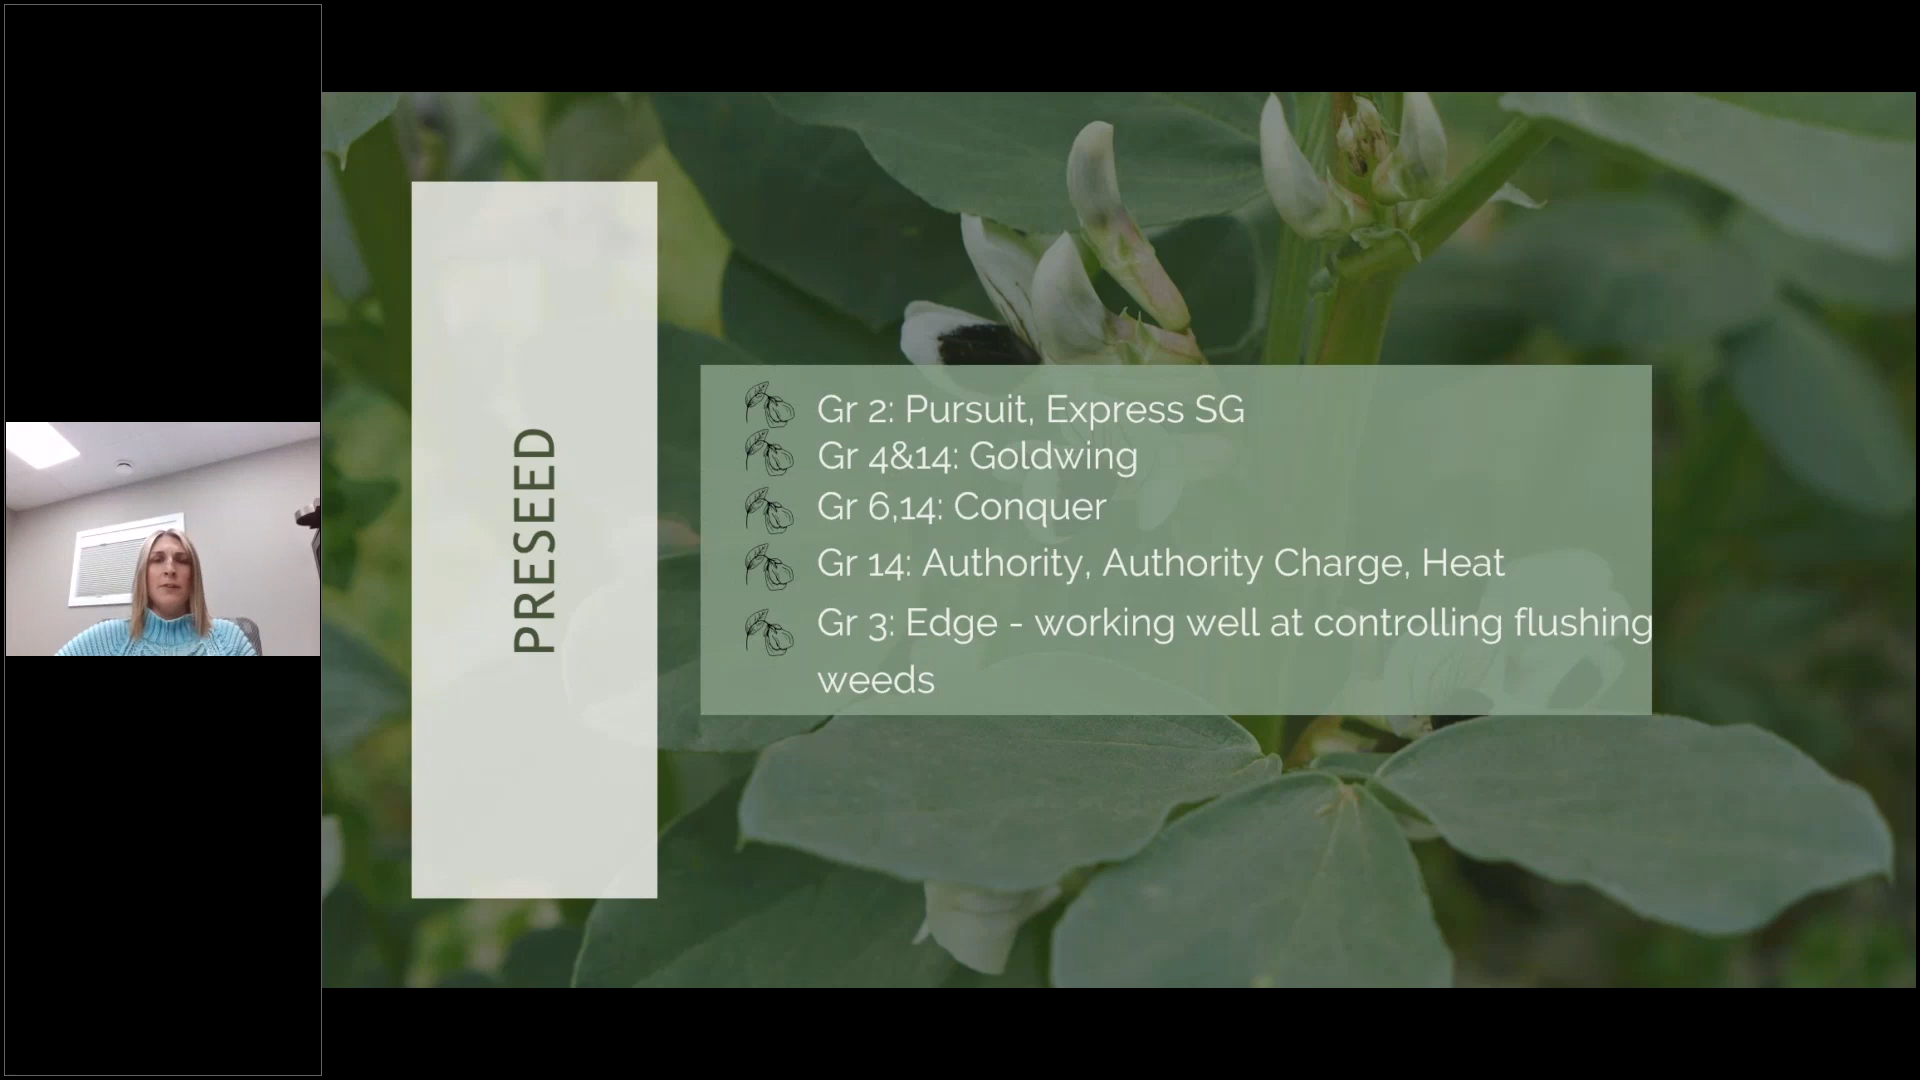 PRESEED
Gr 2: Pursuit, Express SG
Gr 4&14: Goldwing
Gr 6,14: Conquer
Gr 14: Authority, Authority Charge, Heat
Gr 3: Edge - working well at controlling flushing
weeds